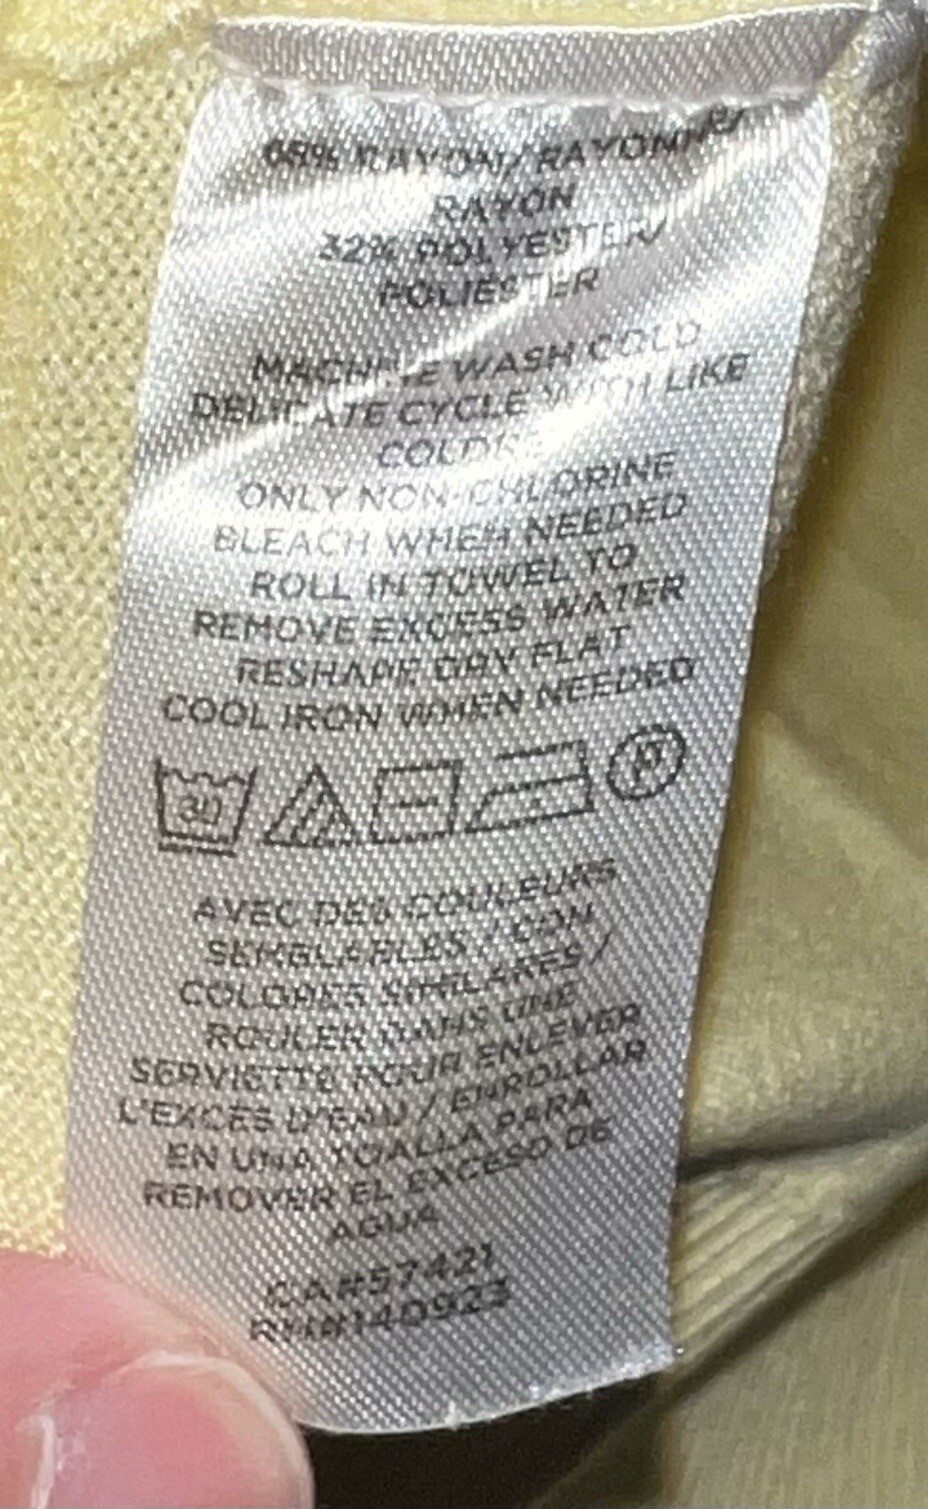 68% RAYON/ RAYONNE/
RAYON
32% POLYESTER/
POLIESTER
MACHINE WASH COLD
DELICATE CYCLE WITH LIKE
COLORS
ONLY NON-CHLORINE
BLEACH WHEN NEEDED
ROLL IN TOWEL TO
REMOVE EXCESS WATER
RESHAPE DRY FLAT
COOL IRON WHEN NEEDED
30 P
AVEC DES COULEURS
SEMBLABLES / CON
COLORES SIMILARES /
ROULER DANS UNE
SERVIETTE POUR ENLEVER
L'EXCES D'EAU / ENROLLAR
EN UNA TOALLA PARA
REMOVER EL EXCESO DE
AGUA
CA#57421
RN#140923